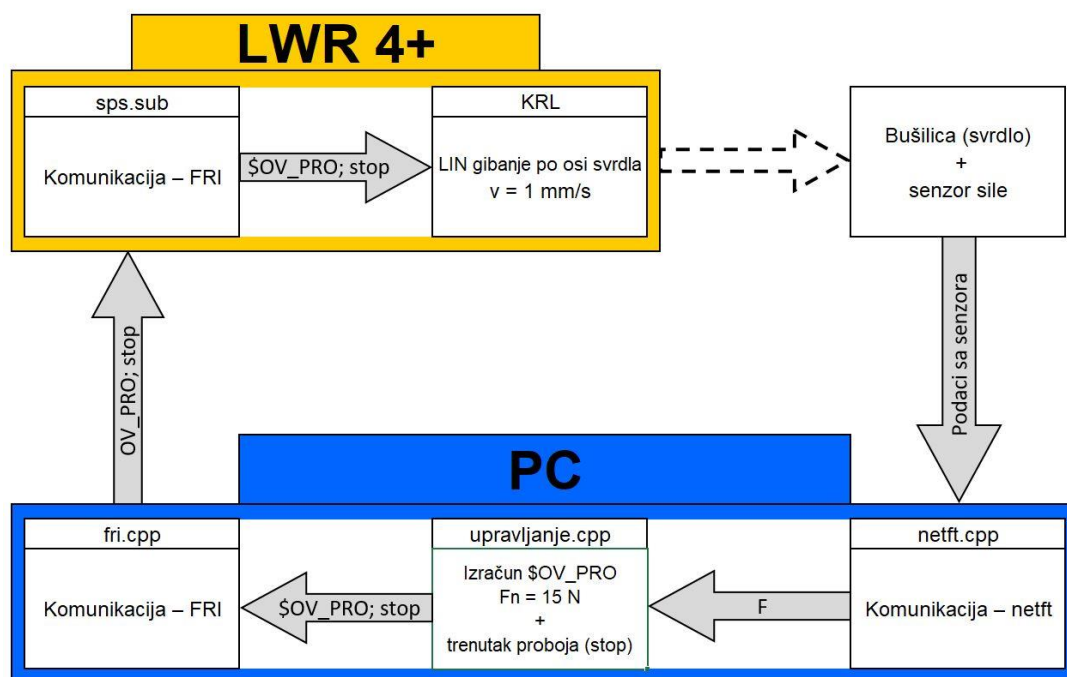 LWR 4+
sps.sub
Komunikacija – FRI
$OV_PRO; stop
KRL
LIN gibanje po osi svrdla
v = 1 mm/s
Bušilica (svrdlo)
+
senzor sile
OV_PRO; stop
Podaci sa senzora
PC
fri.cpp
Komunikacija – FRI
$OV_PRO; stop
upravljanje.cpp
Izračun $OV_PRO
Fn = 15 N
+
trenutak proboja (stop)
F
netft.cpp
Komunikacija – netft